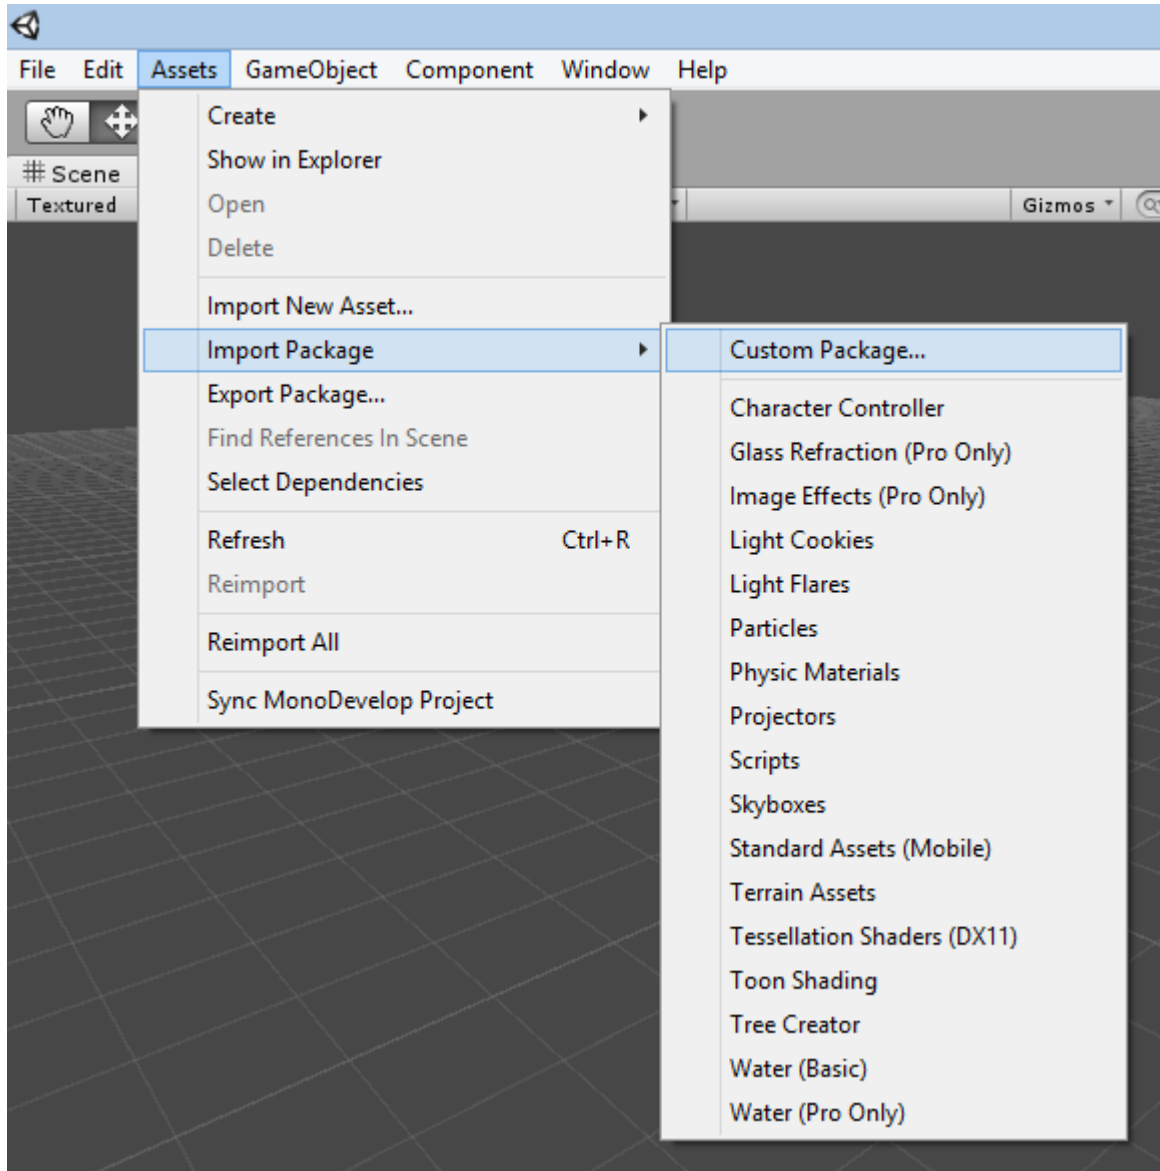 File Edit Assets GameObject Component Window Help
Create
Show in Explorer
# Scene
Textured
Open
Gizmos
Delete
Import New Asset...
Import Package
Custom Package...
Export Package...
Character Controller
Find References In Scene
Glass Refraction (Pro Only)
Select Dependencies
Image Effects (Pro Only)
Refresh Ctrl+R
Light Cookies
Reimport
Light Flares
Reimport All
Particles
Physic Materials
Sync MonoDevelop Project
Projectors
Scripts
Skyboxes
Standard Assets (Mobile)
Terrain Assets
Tessellation Shaders (DX11)
Toon Shading
Tree Creator
Water (Basic)
Water (Pro Only)